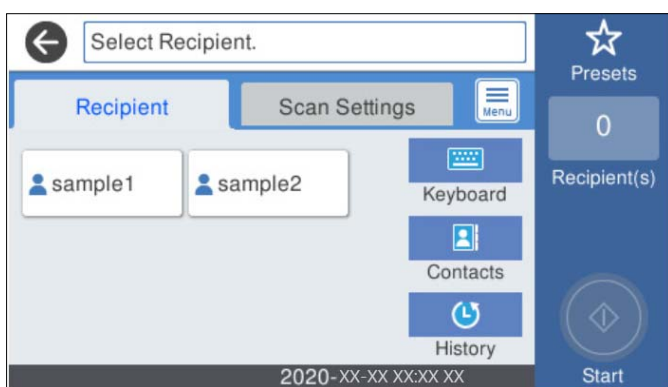 Select Recipient.
Presets
Recipient
Scan Settings
Menu
0
Recipient(s)
sample1
sample2
Keyboard
Contacts
History
2020-XX-XX XX:XX XX
Start